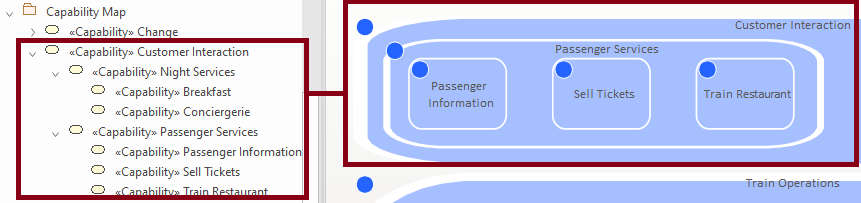 Capability Map
«Capability» Change
«Capability» Customer Interaction
«Capability» Night Services
«Capability» Breakfast
«Capability» Conciergerie
«Capability» Passenger Services
«Capability» Passenger Information
«Capability» Sell Tickets
«Capability» Train Restaurant
Customer Interaction
Passenger Services
Passenger
Information
Sell Tickets
Train Restaurant
Train Operations